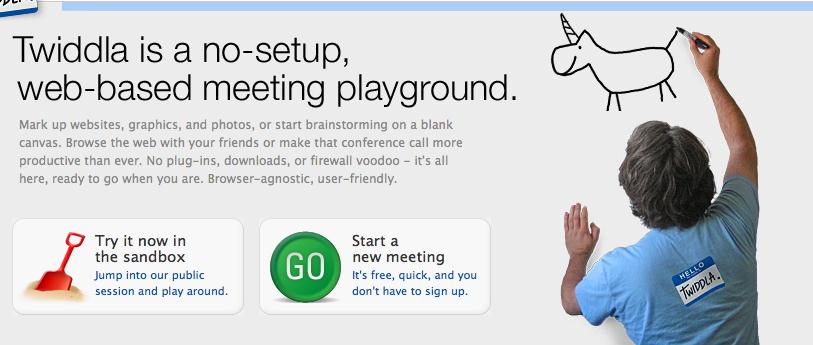 Twiddla is a no-setup,
web-based meeting playground.
Mark up websites, graphics, and photos, or start brainstorming on a blank
canvas. Browse the web with your friends or make that conference call more
productive than ever. No plug-ins, downloads, or firewall voodoo – it's all
here, ready to go when you are. Browser-agnostic, user-friendly.
Try it now in
the sandbox
Jump into our public
session and play around.
GO
Start a
new meeting
It's free, quick, and you
don't have to sign up.
HELLO
TWIDDLA.